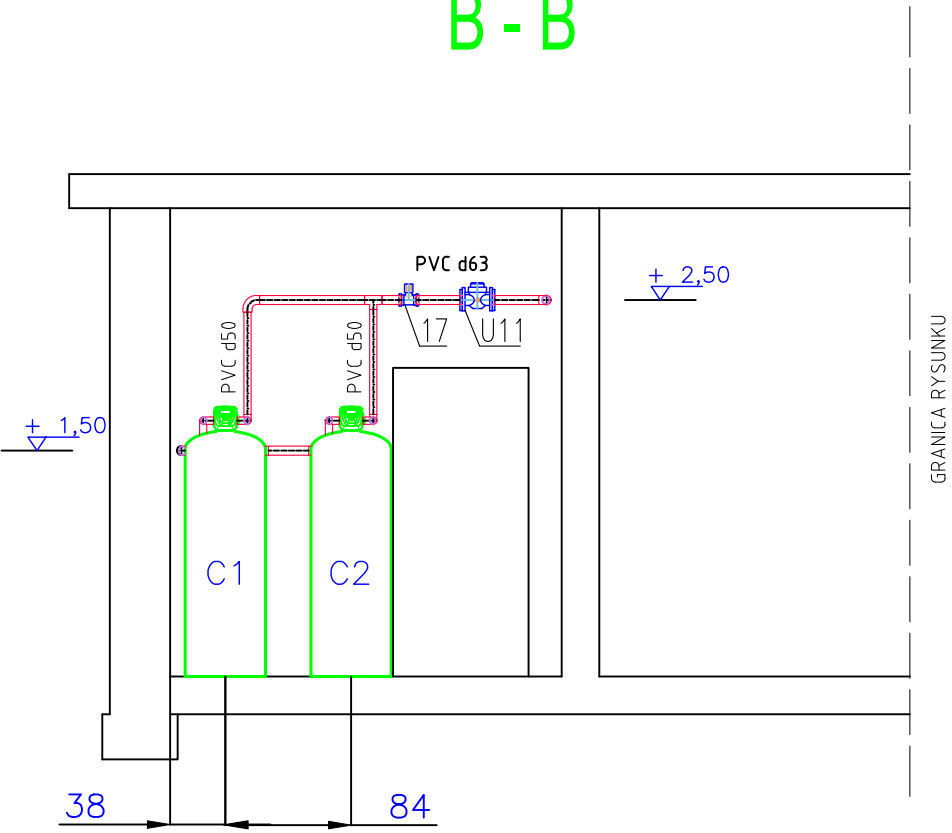 B - B
PVC d63
+ 2,50
17
U11
PVC d50
PVC d50
GRANICA RYSUNKU
+ 1,50
C1
C2
38
84